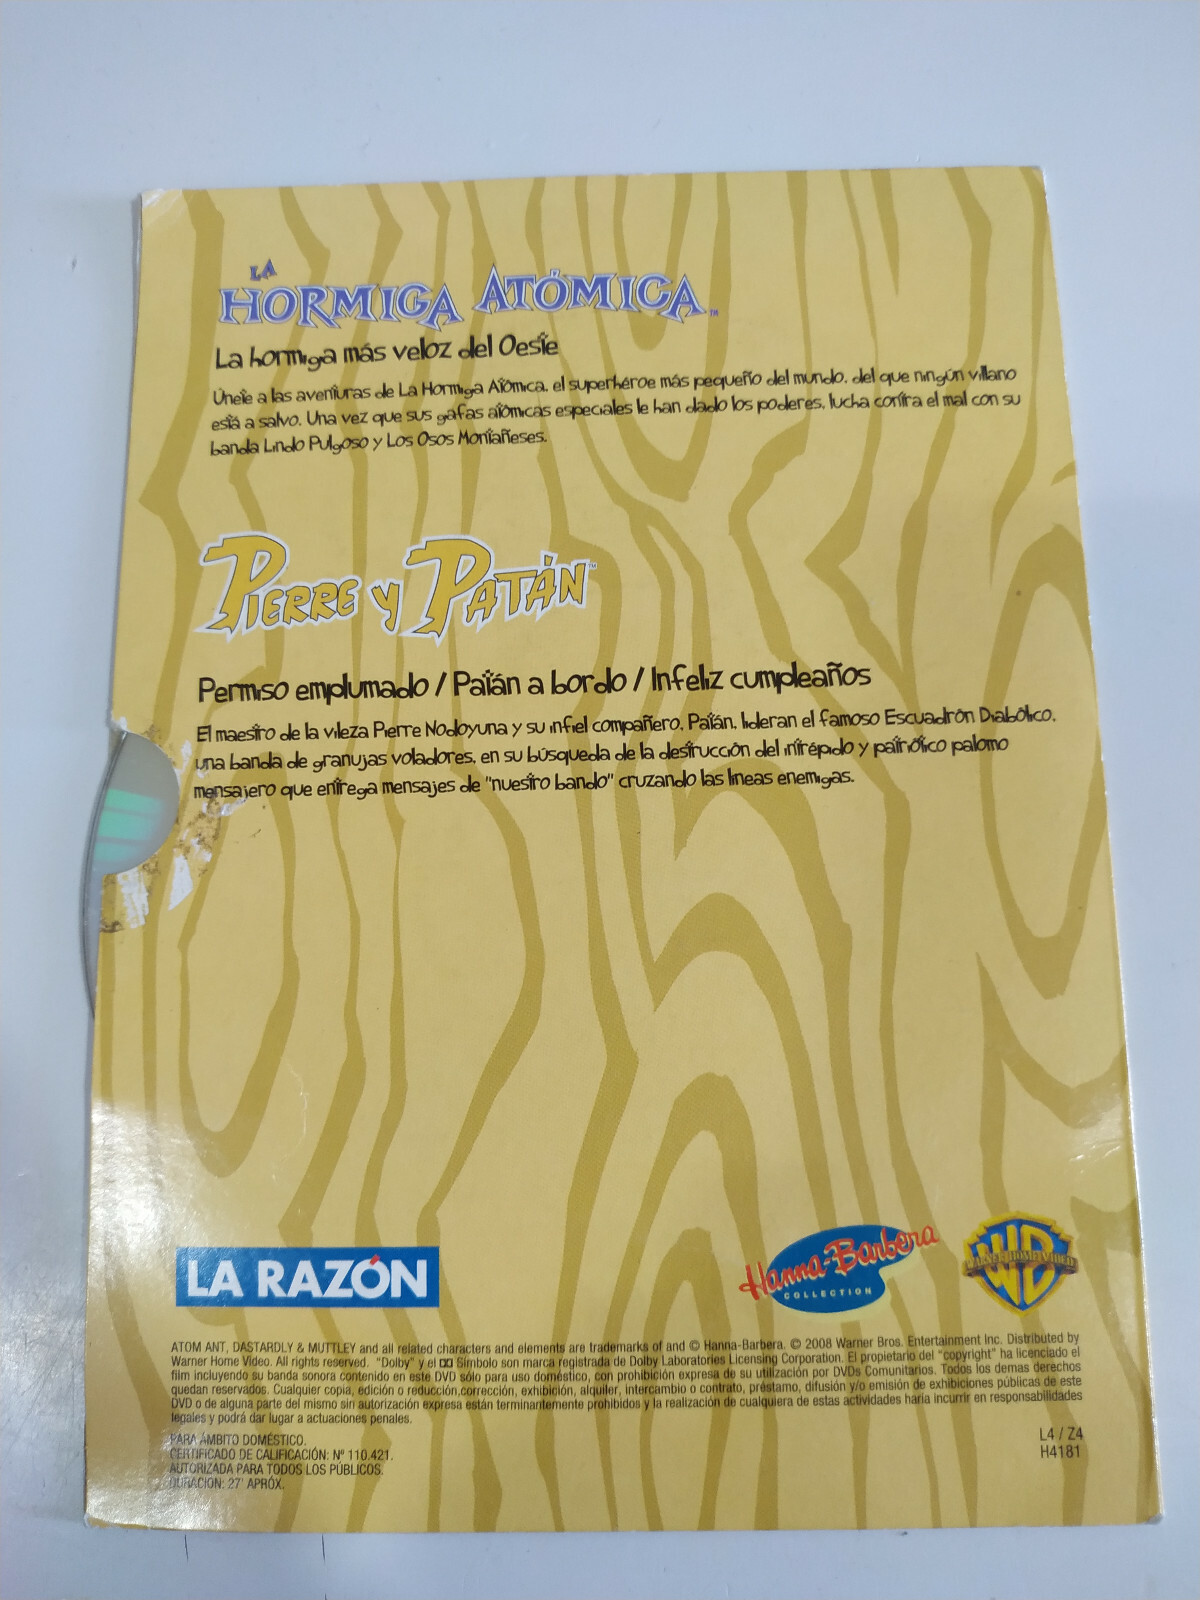 LA
HORMIGA ATÓMICA™
La hormiga más veloz del Oeste
Únete a las aventuras de La Hormiga Atómica, el superhéroe más pequeño del mundo, del que ningún villano
está a salvo. Una vez que sus gafas atómicas especiales le han dado los poderes, lucha contra el mal con su
banda Lindo Pulgoso y Los Osos Montañeses.
PIERRE Y PATÁN™
Permiso emplumado / Patán a bordo / Infeliz cumpleaños
El maestro de la vileza Pierre Nodoyuna y su infiel compañero, Patán, lideran el famoso Escuadrón Diabólico,
una banda de granujas voladores, en su búsqueda de la destrucción del intrépido y patriótico palomo
mensajero que entrega mensajes de "nuestro bando" cruzando las lineas enemigas.
LA RAZÓN
Hanna-Barbera
COLLECTION
WB
WARNER HOME VIDEO
ATOM ANT, DASTARDLY & MUTTLEY and all related characters and elements are trademarks of and © Hanna-Barbera. © 2008 Warner Bros. Entertainment Inc. Distributed by
Warner Home Video. All rights reserved. "Dolby" y el Símbolo son marca registrada de Dolby Laboratories Licensing Corporation. El propietario del "copyright" ha licenciado el
film incluyendo su banda sonora contenido en este DVD sólo para uso doméstico, con prohibición expresa de su utilización por DVDs Comunitarios. Todos los demas derechos
quedan reservados. Cualquier copia, edición o reducción,corrección, exhibición, alquiler, intercambio o contrato, préstamo, difusión y/o emisión de exhibiciones públicas de este
DVD o de alguna parte del mismo sin autorización expresa están terminantemente prohibidos y la realización de cualquiera de estas actividades haria incurrir en responsabilidades
legales y podrá dar lugar a actuaciones penales.
PARA ÁMBITO DOMÉSTICO.
CERTIFICADO DE CALIFICACIÓN: Nº 110.421.
AUTORIZADA PARA TODOS LOS PÚBLICOS.
DURACIÓN: 27' APRÓX.
L4 / Z4
H4181